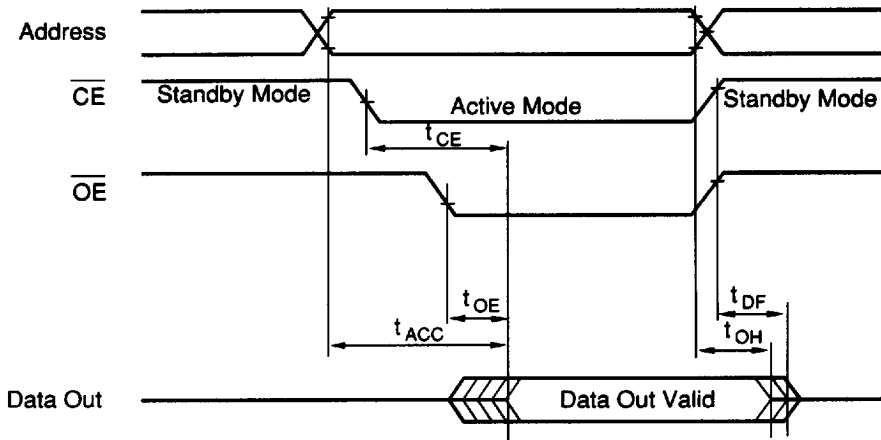 Address
CE Standby Mode Active Mode Standby Mode
tCE
OE
tOE tDF
tACC tOH
Data Out Data Out Valid